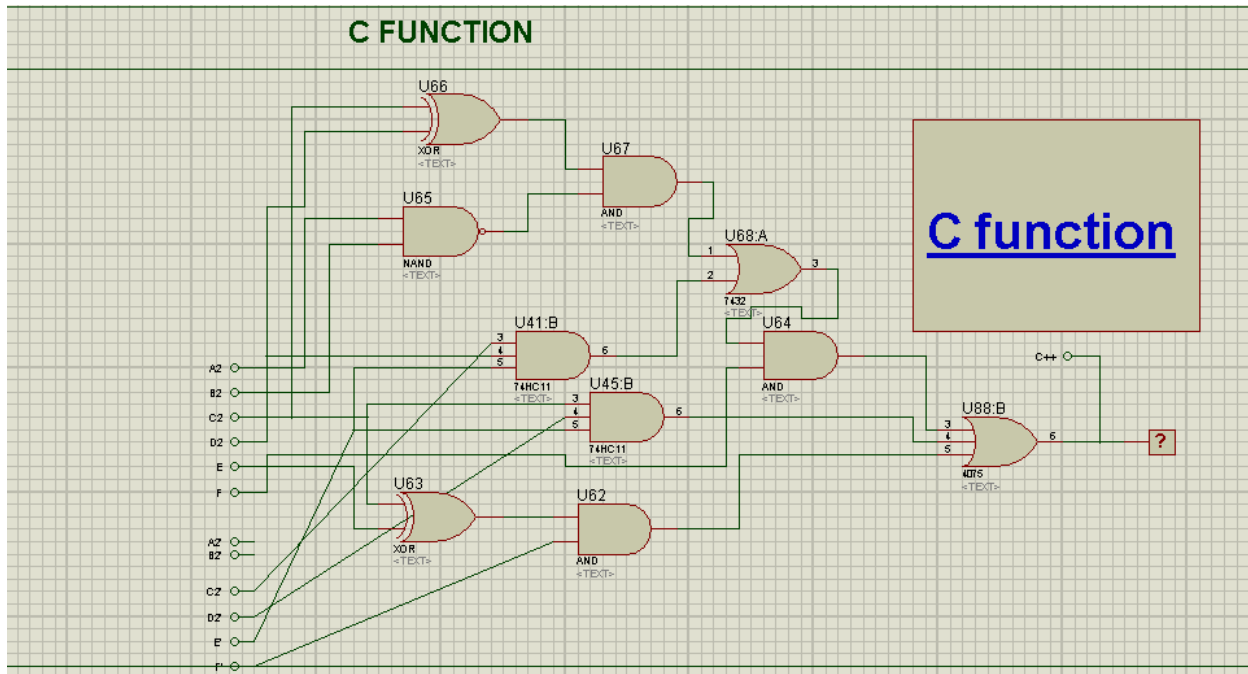 C FUNCTION
U66
XOR
<TEXT>
U67
AND
<TEXT>
U65
NAND
<TEXT>
U68:A
1
2
3
7432
<TEXT>
C function
U41:B
3
4
5
6
74HC11
<TEXT>
U64
AND
<TEXT>
C++
?
U45:B
3
4
5
6
74HC11
<TEXT>
U88:B
3
4
5
6
4075
<TEXT>
A2
B2
C2
D2
E
F
U63
XOR
<TEXT>
U62
AND
<TEXT>
A2'
B2'
C2'
D2'
E'
F'